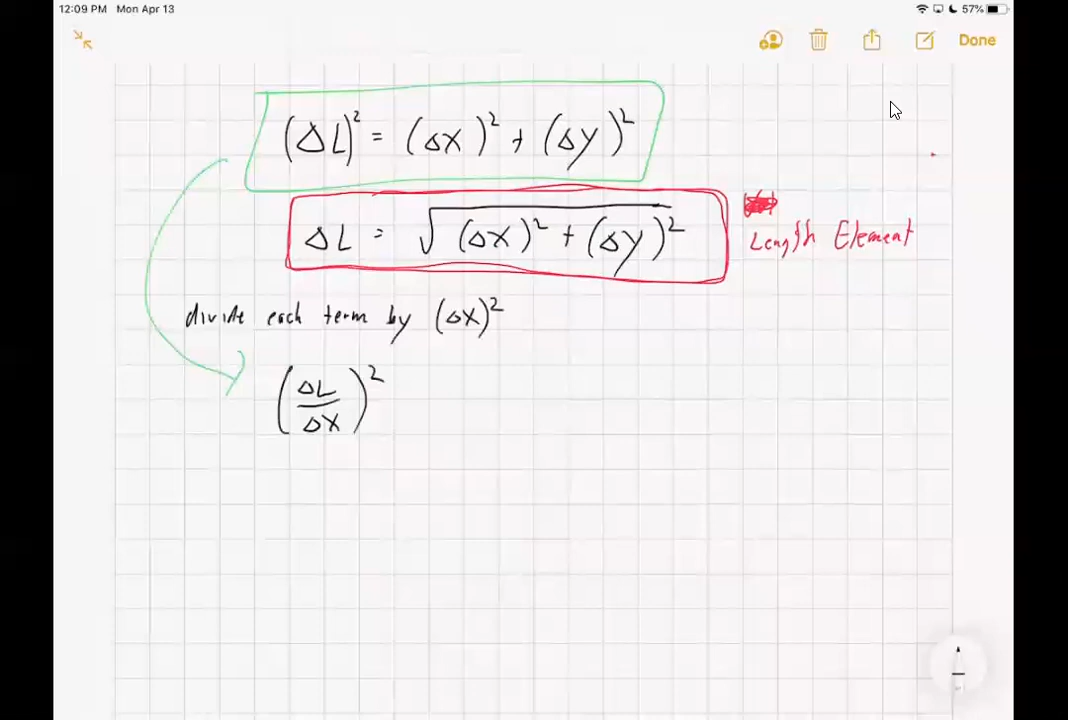 12:09 PM Mon Apr 13 57%
Done
(ΔL)² = (Δx)² + (Δy)²
ΔL = √(Δx)² + (Δy)²
Length Element
divide each term by (Δx)²
(ΔL/Δx)²